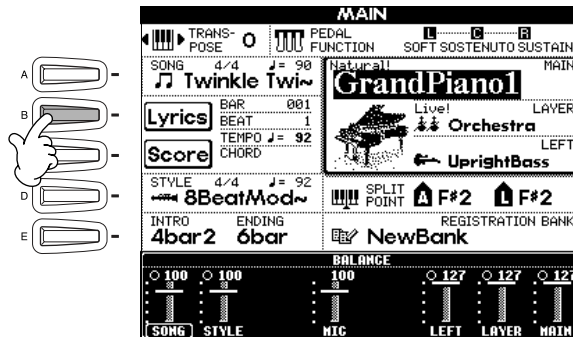 MAIN
TRANS-
POSE 0
PEDAL
FUNCTION
L C R
SOFT SOSTENUTO SUSTAIN
A
B
D
E
SONG 4/4 ♩= 90
Twinkle Twi~
Lyrics
Score
BAR 001
BEAT 1
TEMPO ♩= 92
CHORD
STYLE 4/4 ♩= 92
8BeatMod~
INTRO ENDING
4bar2 6bar
Natural! MAIN
GrandPiano1
Live! LAYER
Orchestra
LEFT
UprightBass
SPLIT
POINT A F#2 L F#2
REGISTRATION BANK
NewBank
BALANCE
100 100 100 127 127 127
SONG STYLE MIC LEFT LAYER MAIN